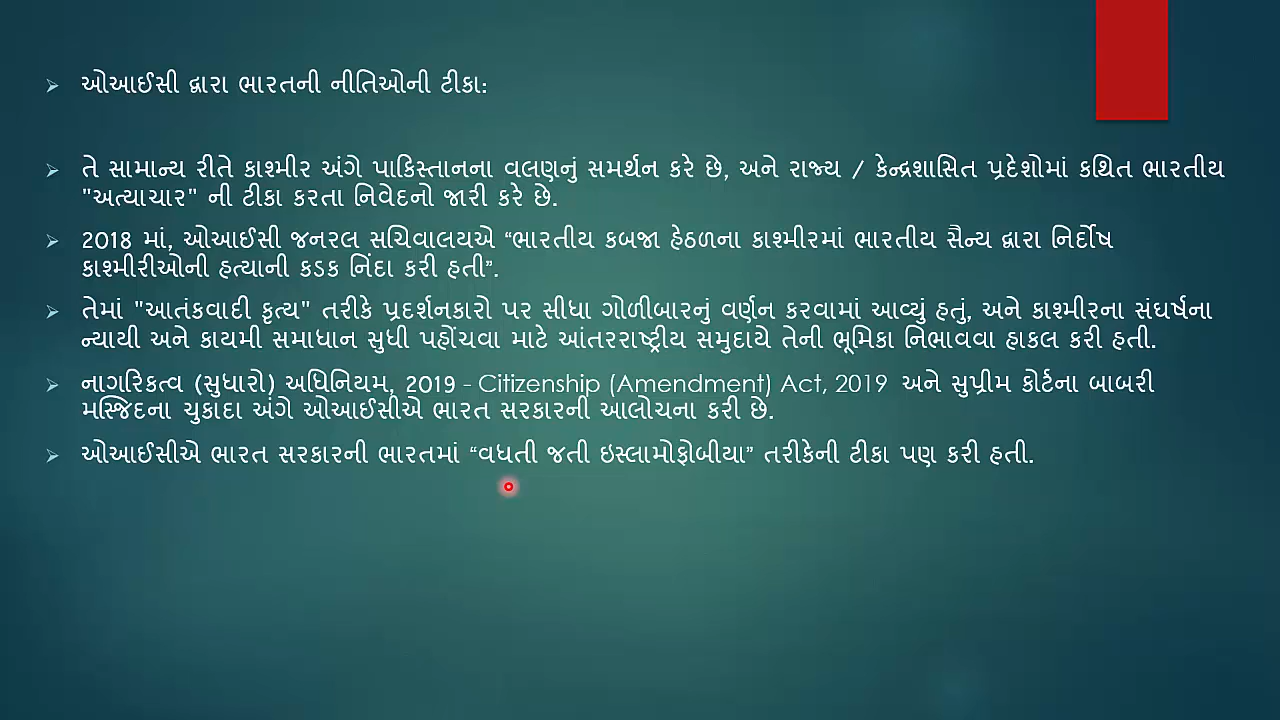 ઓઆઈસી દ્વારા ભારતની નીતિઓની ટીકા:
તે સામાન્ય રીતે કાશ્મીર અંગે પાકિસ્તાનના વલણનું સમર્થન કરે છે, અને રાજ્ય / કેન્દ્રશાસિત પ્રદેશોમાં કથિત ભારતીય
"અત્યાચાર" ની ટીકા કરતા નિવેદનો જારી કરે છે.
2018 માં, ઓઆઈસી જનરલ સચિવાલયએ “ભારતીય કબજા હેઠળના કાશ્મીરમાં ભારતીય સૈન્ય દ્વારા નિર્દોષ
કાશ્મીરીઓની હત્યાની કડક નિંદા કરી હતી”.
તેમાં "આતંકવાદી કૃત્ય" તરીકે પ્રદર્શનકારો પર સીધા ગોળીબારનું વર્ણન કરવામાં આવ્યું હતું, અને કાશ્મીરના સંઘર્ષના
ન્યાયી અને કાયમી સમાધાન સુધી પહોંચવા માટે આંતરરાષ્ટ્રીય સમુદાયે તેની ભૂમિકા નિભાવવા હાકલ કરી હતી.
નાગરિકત્વ (સુધારો) અધિનિયમ, 2019 - Citizenship (Amendment) Act, 2019 અને સુપ્રીમ કોર્ટના બાબરી
મસ્જિદના ચુકાદા અંગે ઓઆઈસીએ ભારત સરકારની આલોચના કરી છે.
ઓઆઈસીએ ભારત સરકારની ભારતમાં “વધતી જતી ઇસ્લામોફોબીયા” તરીકેની ટીકા પણ કરી હતી.